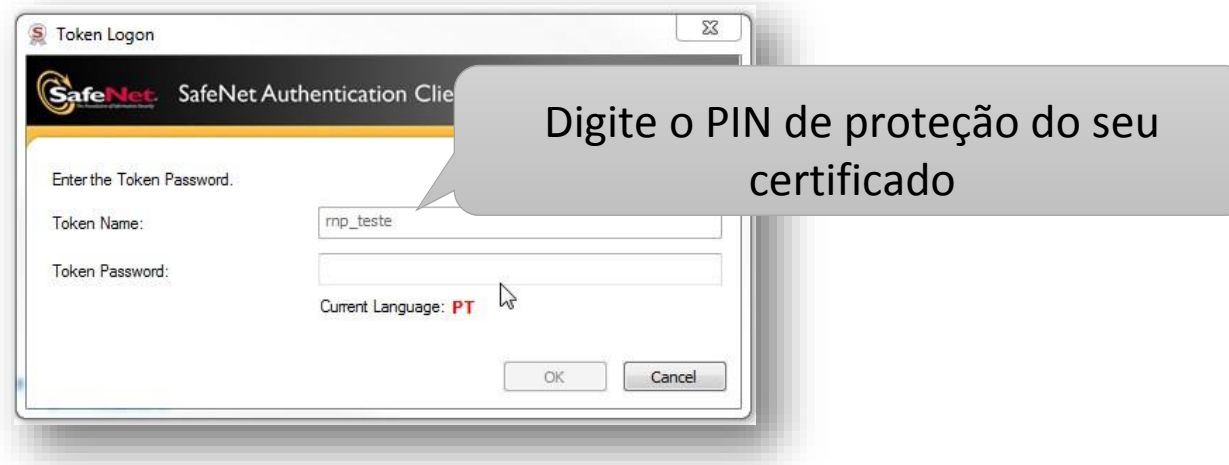 Token Logon
SafeNet SafeNet Authentication Clie
Digite o PIN de proteção do seu
certificado
Enter the Token Password.
Token Name: rnp_teste
Token Password:
Current Language: PT
OK Cancel